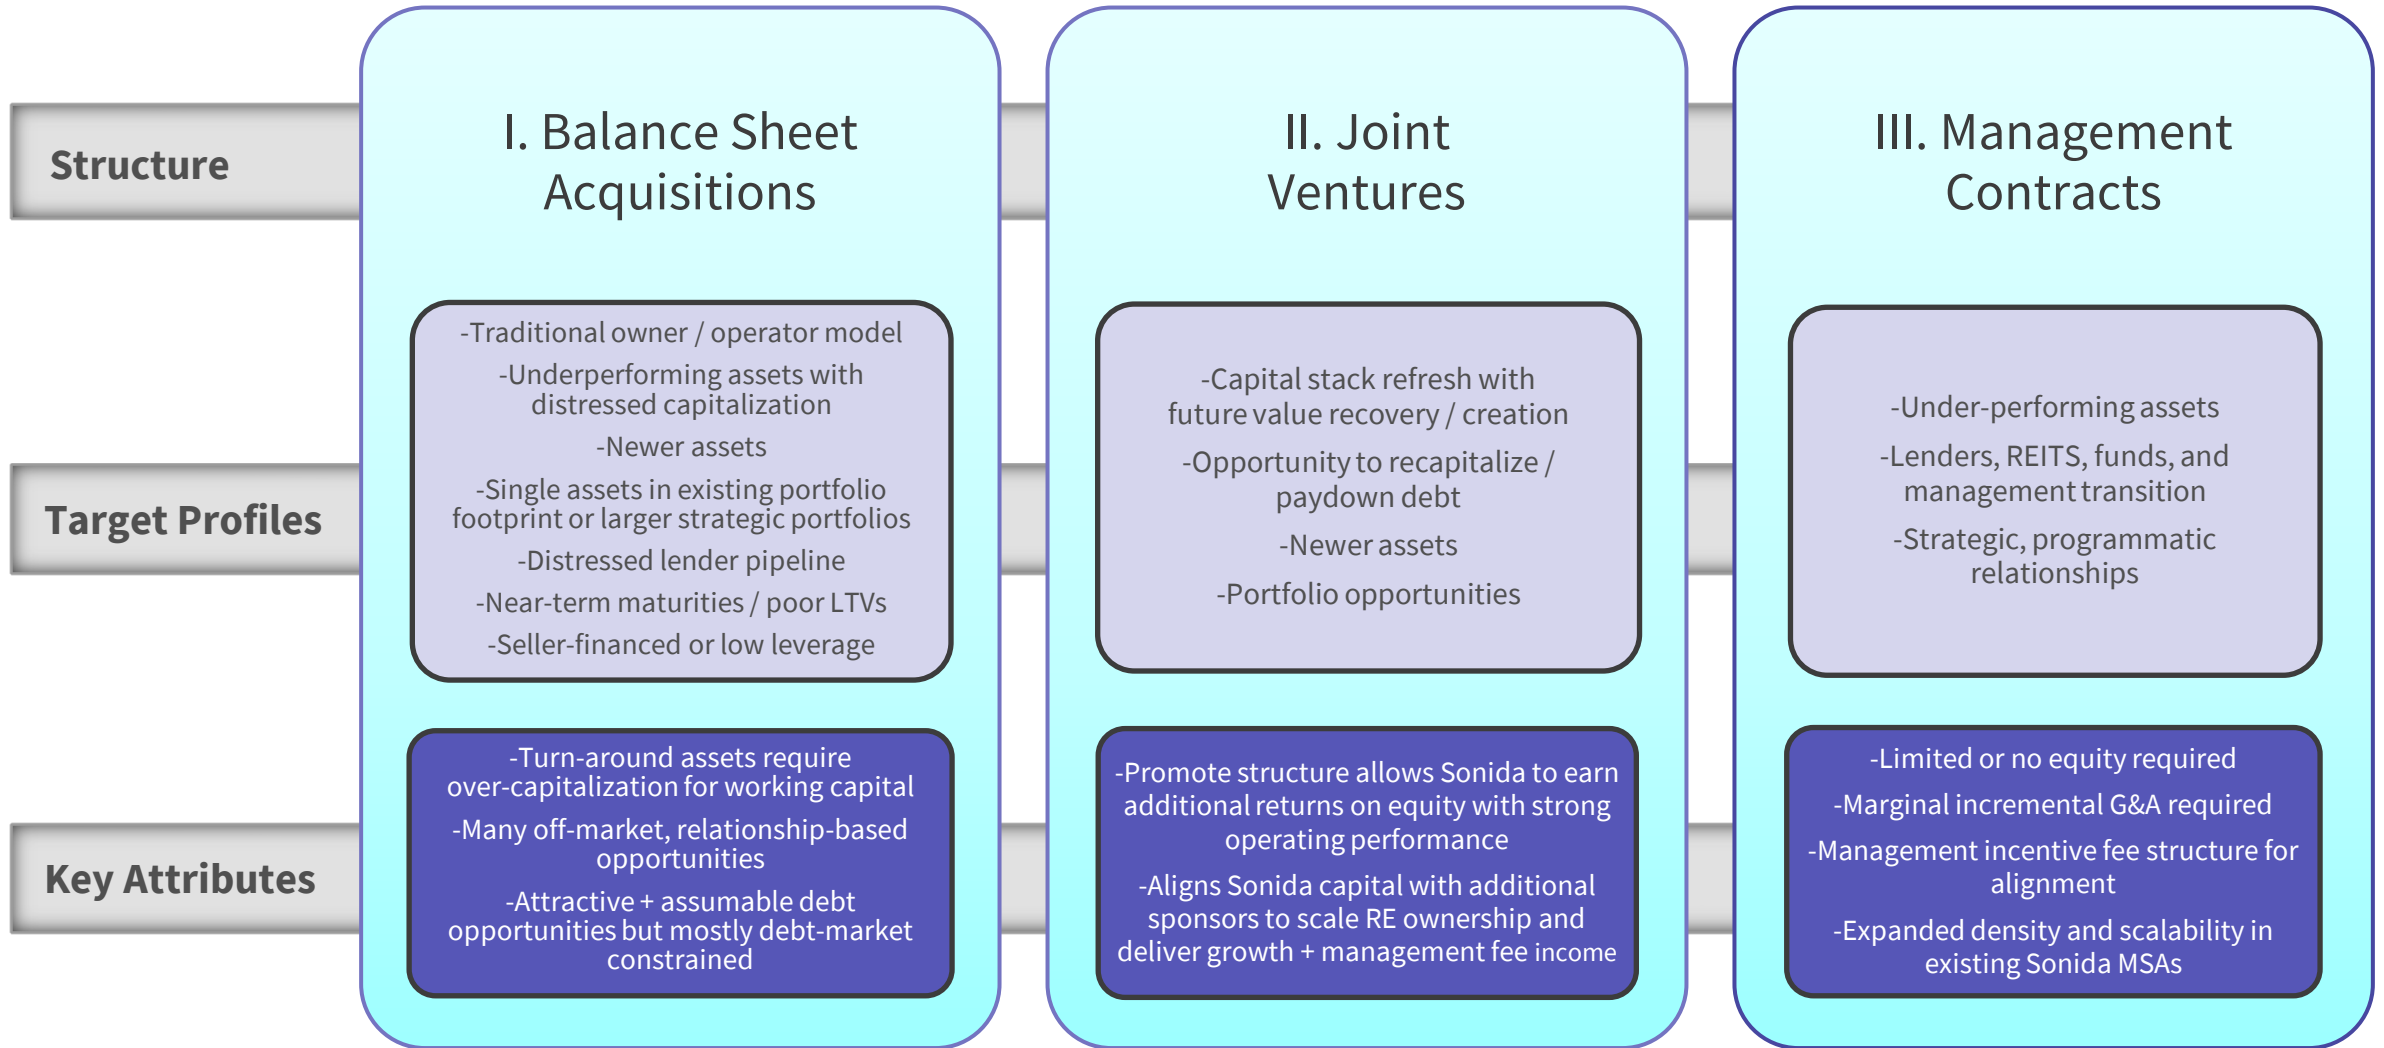 Structure
I. Balance Sheet
Acquisitions
II. Joint
Ventures
III. Management
Contracts
Target Profiles
-Traditional owner / operator model
-Underperforming assets with
distressed capitalization
-Newer assets
-Single assets in existing portfolio
footprint or larger strategic portfolios
-Distressed lender pipeline
-Near-term maturities / poor LTVs
-Seller-financed or low leverage
-Capital stack refresh with
future value recovery / creation
-Opportunity to recapitalize /
paydown debt
-Newer assets
-Portfolio opportunities
-Under-performing assets
-Lenders, REITS, funds, and
management transition
-Strategic, programmatic
relationships
Key Attributes
-Turn-around assets require
over-capitalization for working capital
-Many off-market, relationship-based
opportunities
-Attractive + assumable debt
opportunities but mostly debt-market
constrained
-Promote structure allows Sonida to earn
additional returns on equity with strong
operating performance
-Aligns Sonida capital with additional
sponsors to scale RE ownership and
deliver growth + management fee income
-Limited or no equity required
-Marginal incremental G&A required
-Management incentive fee structure for
alignment
-Expanded density and scalability in
existing Sonida MSAs